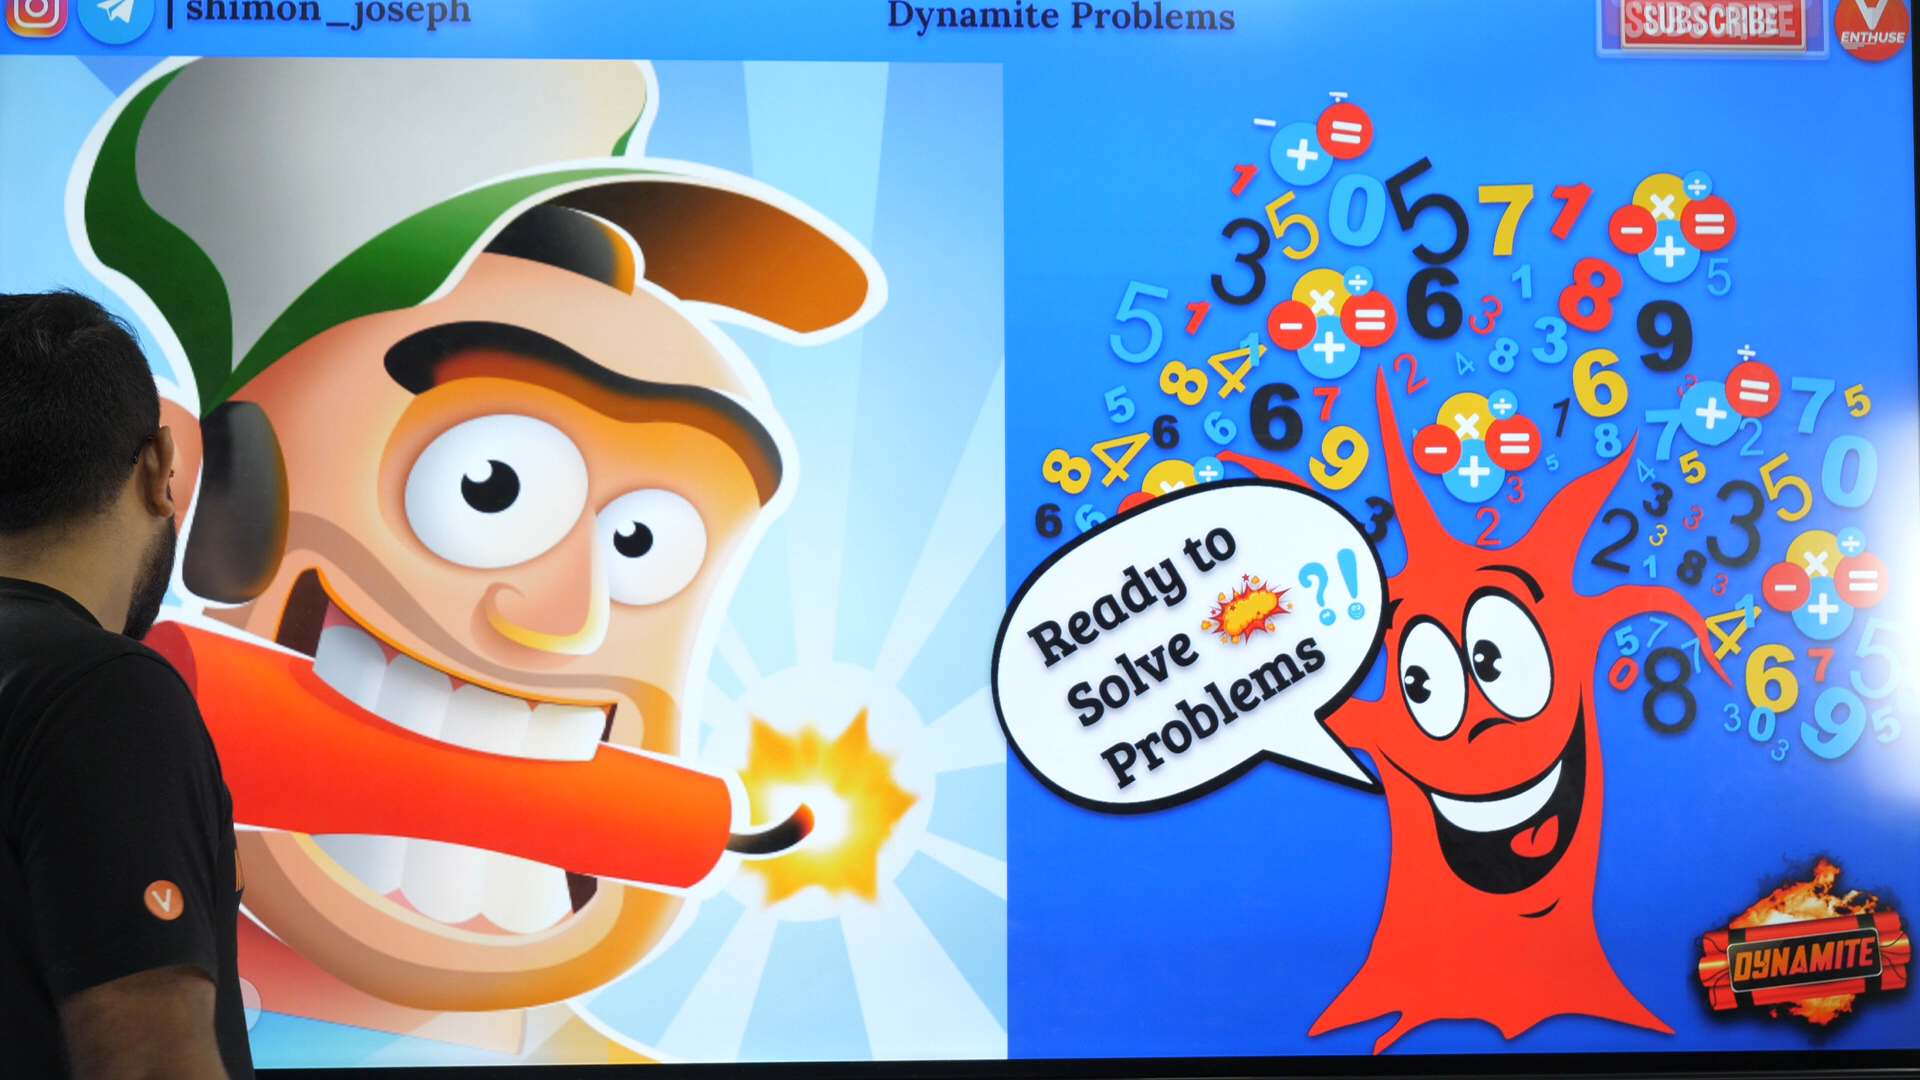 | shimon_joseph
Dynamite Problems
SUBSCRIBE
V
ENTHUSE
Ready to
Solve 💥 ?!
Problems
DYNAMITE
V